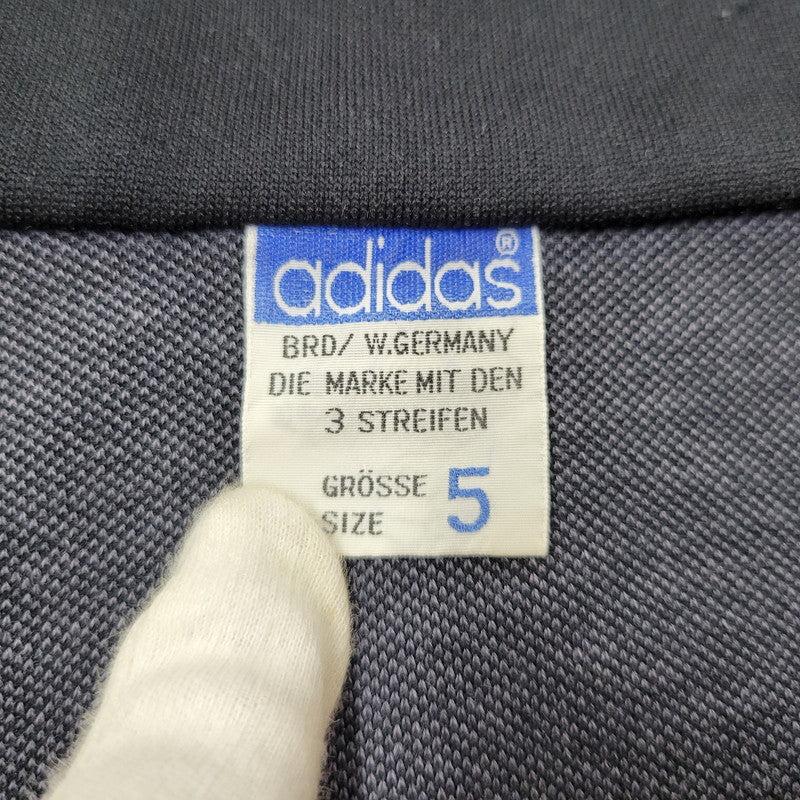 adidas®
BRD/ W.GERMANY
DIE MARKE MIT DEN
3 STREIFEN
GRÖSSE 5
SIZE